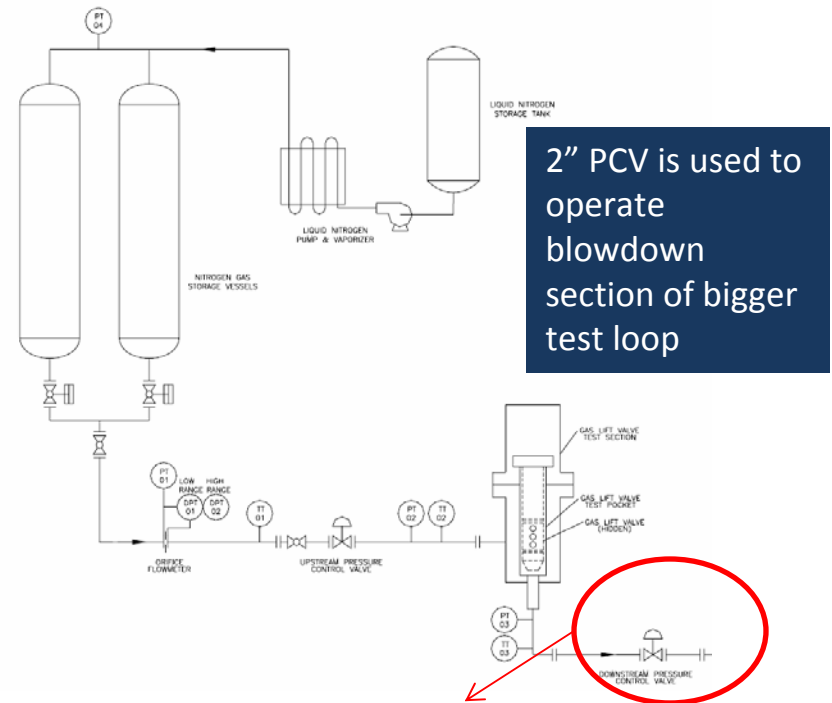 PT
04
LIQUID NITROGEN
STORAGE TANK
2” PCV is used to
operate
blowdown
section of bigger
test loop
LIQUID NITROGEN
PUMP & VAPORIZER
NITROGEN GAS
STORAGE VESSELS
GAS LIFT VALVE
TEST SECTION
PT
01
LOW HIGH
RANGE RANGE
DPT
01
DPT
02
TT
01
PT
02
TT
02
GAS LIFT VALVE
TEST POCKET
GAS LIFT VALVE
(HIDDEN)
ORIFICE
FLOWMETER
UPSTREAM PRESSURE
CONTROL VALVE
PT
03
TT
03
DOWNSTREAM PRESSURE
CONTROL VALVE